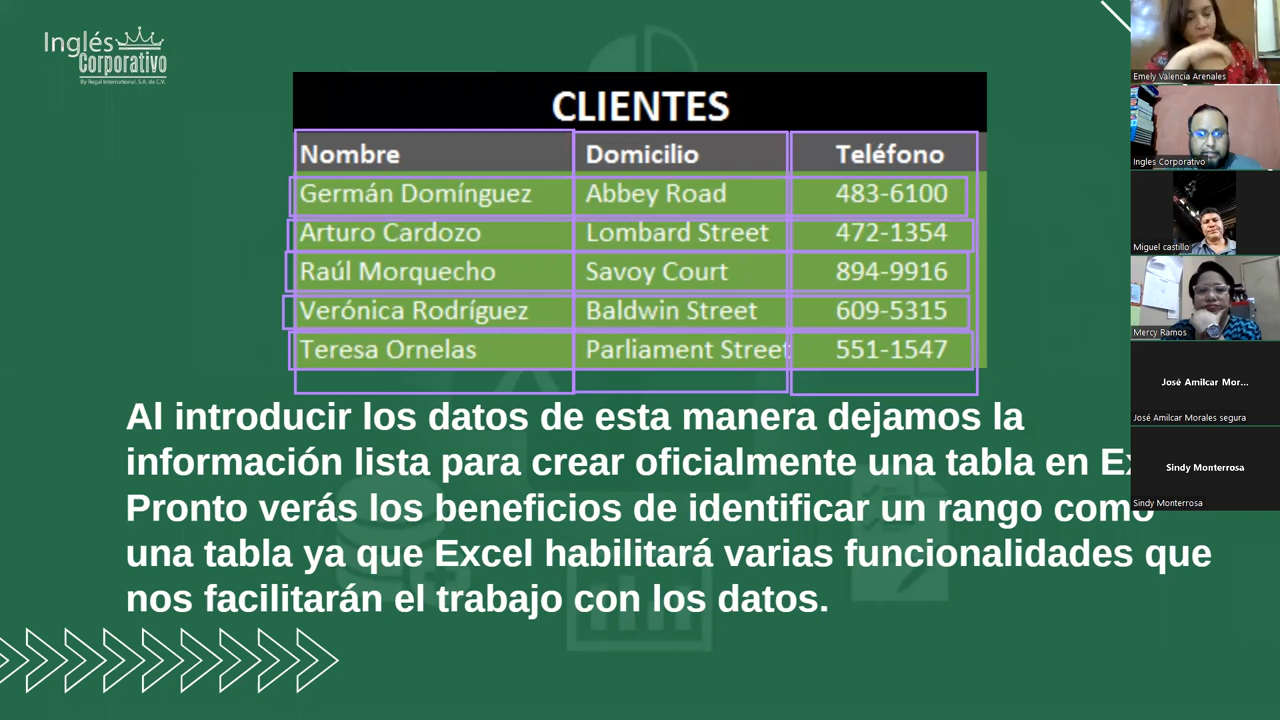 Inglés
Corporativo
By Regal International, S.A. de C.V.
CLIENTES
Nombre Domicilio Teléfono
Germán Domínguez Abbey Road 483-6100
Arturo Cardozo Lombard Street 472-1354
Raúl Morquecho Savoy Court 894-9916
Verónica Rodríguez Baldwin Street 609-5315
Teresa Ornelas Parliament Street 551-1547
Al introducir los datos de esta manera dejamos la
información lista para crear oficialmente una tabla en
Pronto verás los beneficios de identificar un rango como
una tabla ya que Excel habilitará varias funcionalidades que
nos facilitarán el trabajo con los datos.
Emely Valencia Arenales
Ingles Corporativo
Miguel castillo
Mercy Ramos
José Amilcar Mor...
José Amilcar Morales segura
Sindy Monterrosa
Sindy Monterrosa